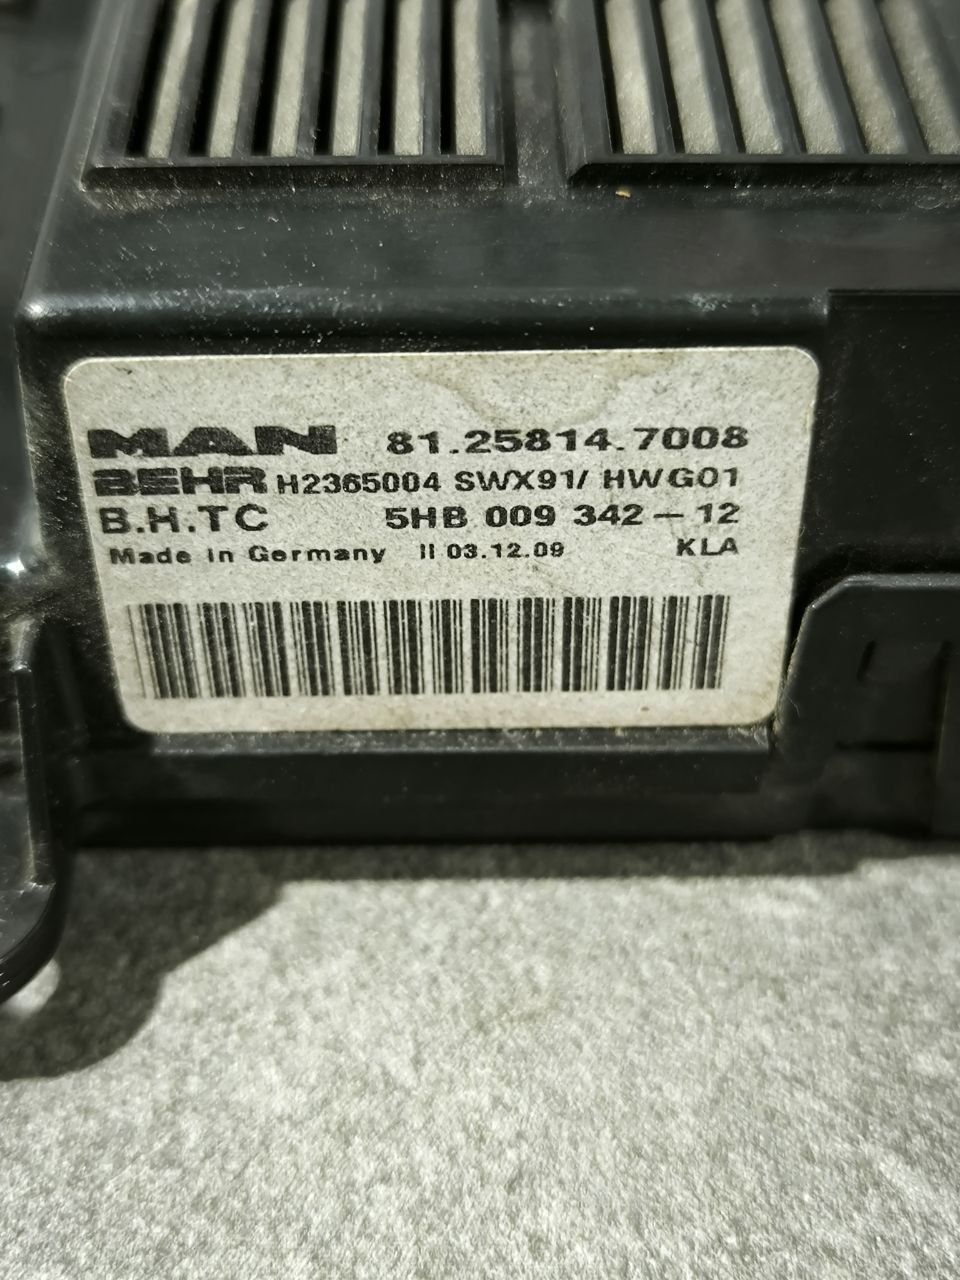 MAN 81.25814.7008
BEHR H2365004 SWX91/ HWG01
B.H.TC 5HB 009 342-12
Made in Germany II 03.12.09 KLA